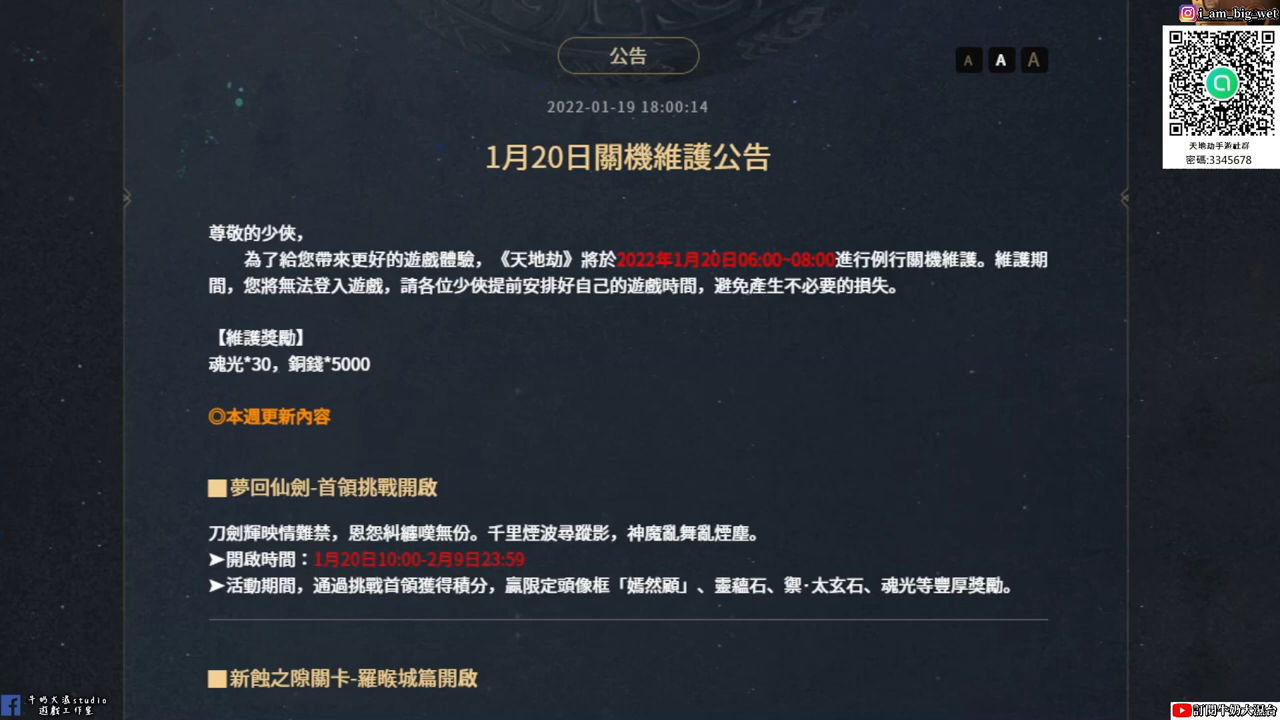 i_am_big_wet
公告
A A A
2022-01-19 18:00:14
1月20日關機維護公告
天地劫手遊社群
密碼:3345678
尊敬的少俠，
為了給您帶來更好的遊戲體驗，《天地劫》將於2022年1月20日06:00~08:00進行例行關機維護。維護期
間，您將無法登入遊戲，請各位少俠提前安排好自己的遊戲時間，避免產生不必要的損失。
【維護獎勵】
魂光*30，銅錢*5000
◎本週更新內容
■夢回仙劍-首領挑戰開啟
刀劍輝映情難禁，恩怨糾纏嘆無份。千里煙波尋蹤影，神魔亂舞亂煙塵。
➤開啟時間：1月20日10:00-2月9日23:59
➤活動期間，通過挑戰首領獲得積分，贏限定頭像框「嫣然顧」、靈蘊石、禦·太玄石、魂光等豐厚獎勵。
■新蝕之隙關卡-羅睺城篇開啟
牛奶大濕studio
遊戲工作室
訂閱牛奶大濕台